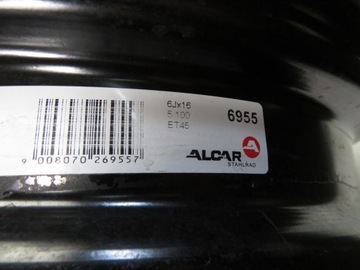 6Jx16
5.100
ET45
6955
9 008070 269557
ALCAR
STAHLRAD